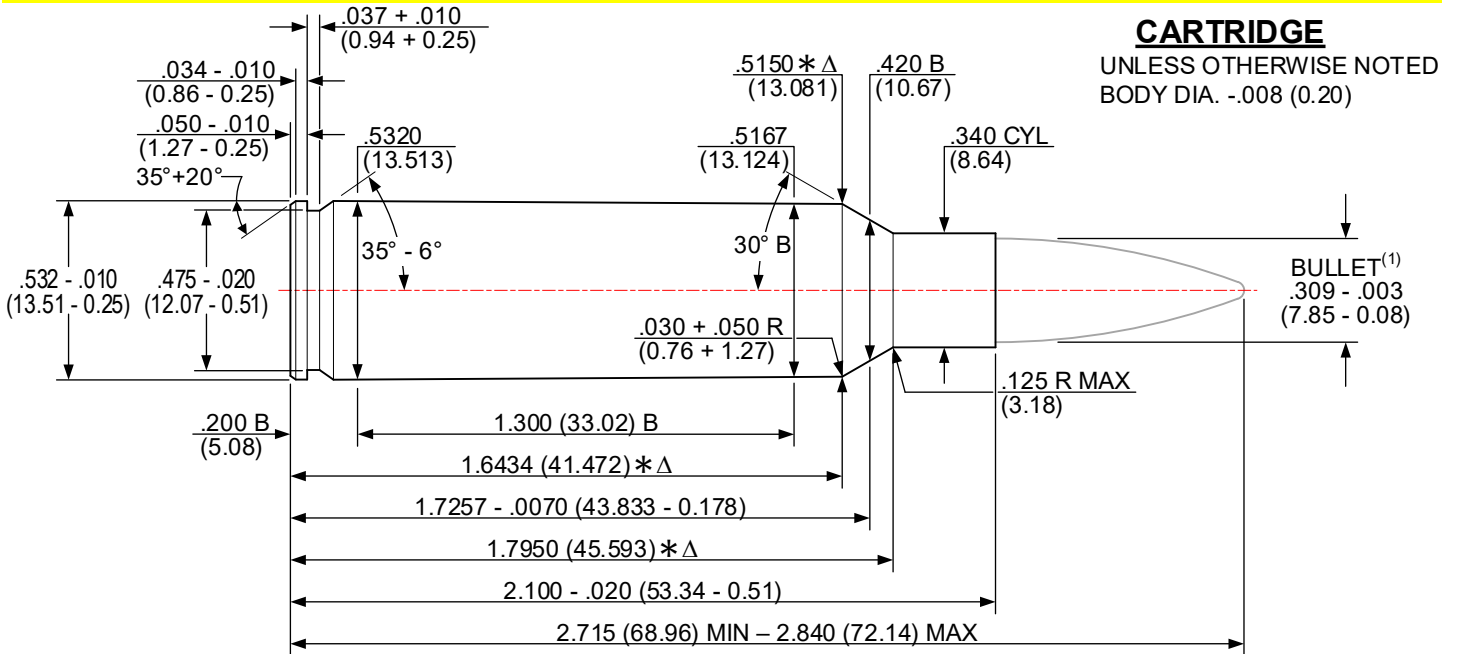 .037 + .010
(0.94 + 0.25)
CARTRIDGE
UNLESS OTHERWISE NOTED
BODY DIA. -.008 (0.20)
.034 - .010
(0.86 - 0.25)
.5150 * Δ
(13.081)
.420 B
(10.67)
.050 - .010
(1.27 - 0.25)
.5320
(13.513)
.5167
(13.124)
.340 CYL
(8.64)
35°+20°
35° - 6°
30° B
.532 - .010
(13.51 - 0.25)
.475 - .020
(12.07 - 0.51)
BULLET(1)
.309 - .003
(7.85 - 0.08)
.030 + .050 R
(0.76 + 1.27)
.125 R MAX
(3.18)
.200 B
(5.08)
1.300 (33.02) B
1.6434 (41.472) * Δ
1.7257 - .0070 (43.833 - 0.178)
1.7950 (45.593) * Δ
2.100 - .020 (53.34 - 0.51)
2.715 (68.96) MIN – 2.840 (72.14) MAX